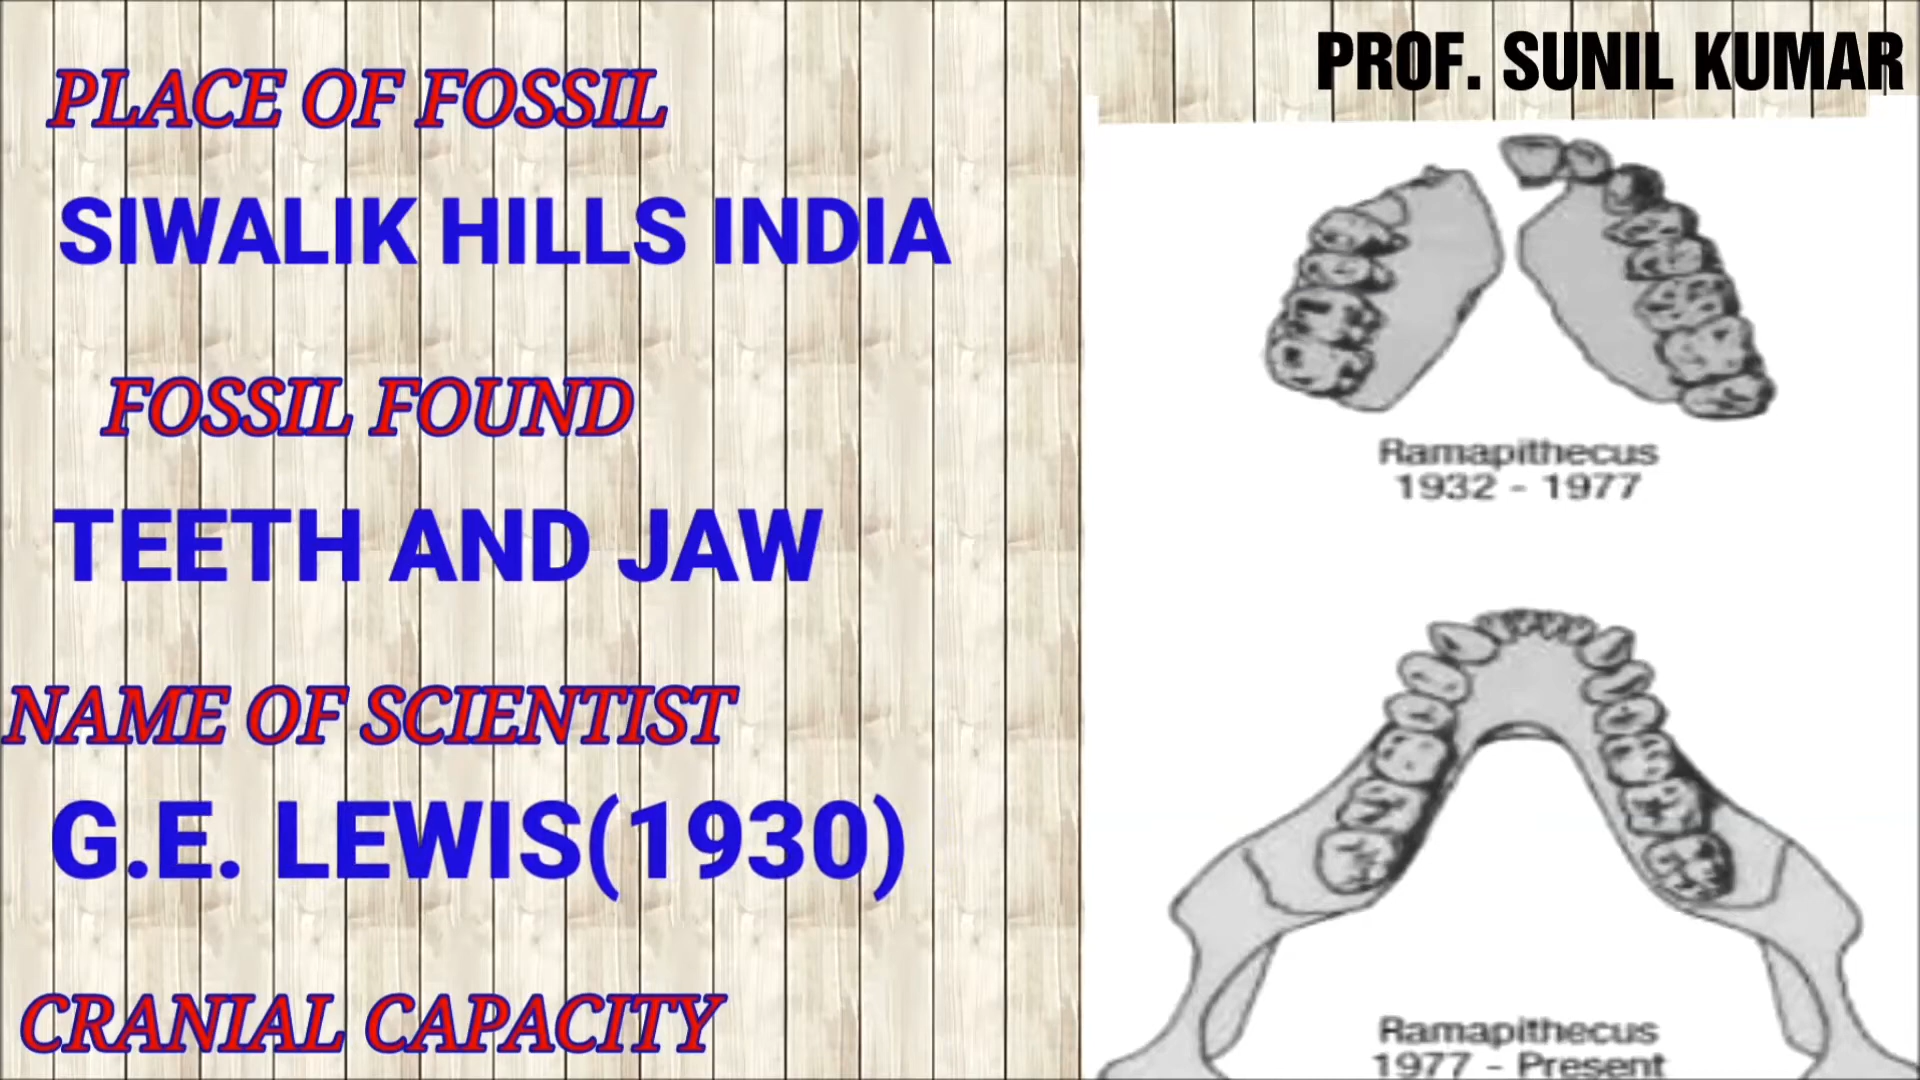 PLACE OF FOSSIL
SIWALIK HILLS INDIA
FOSSIL FOUND
TEETH AND JAW
NAME OF SCIENTIST
G.E. LEWIS(1930)
CRANIAL CAPACITY
PROF. SUNIL KUMAR
Ramapithecus
1932 - 1977
Ramapithecus
1977 - Present